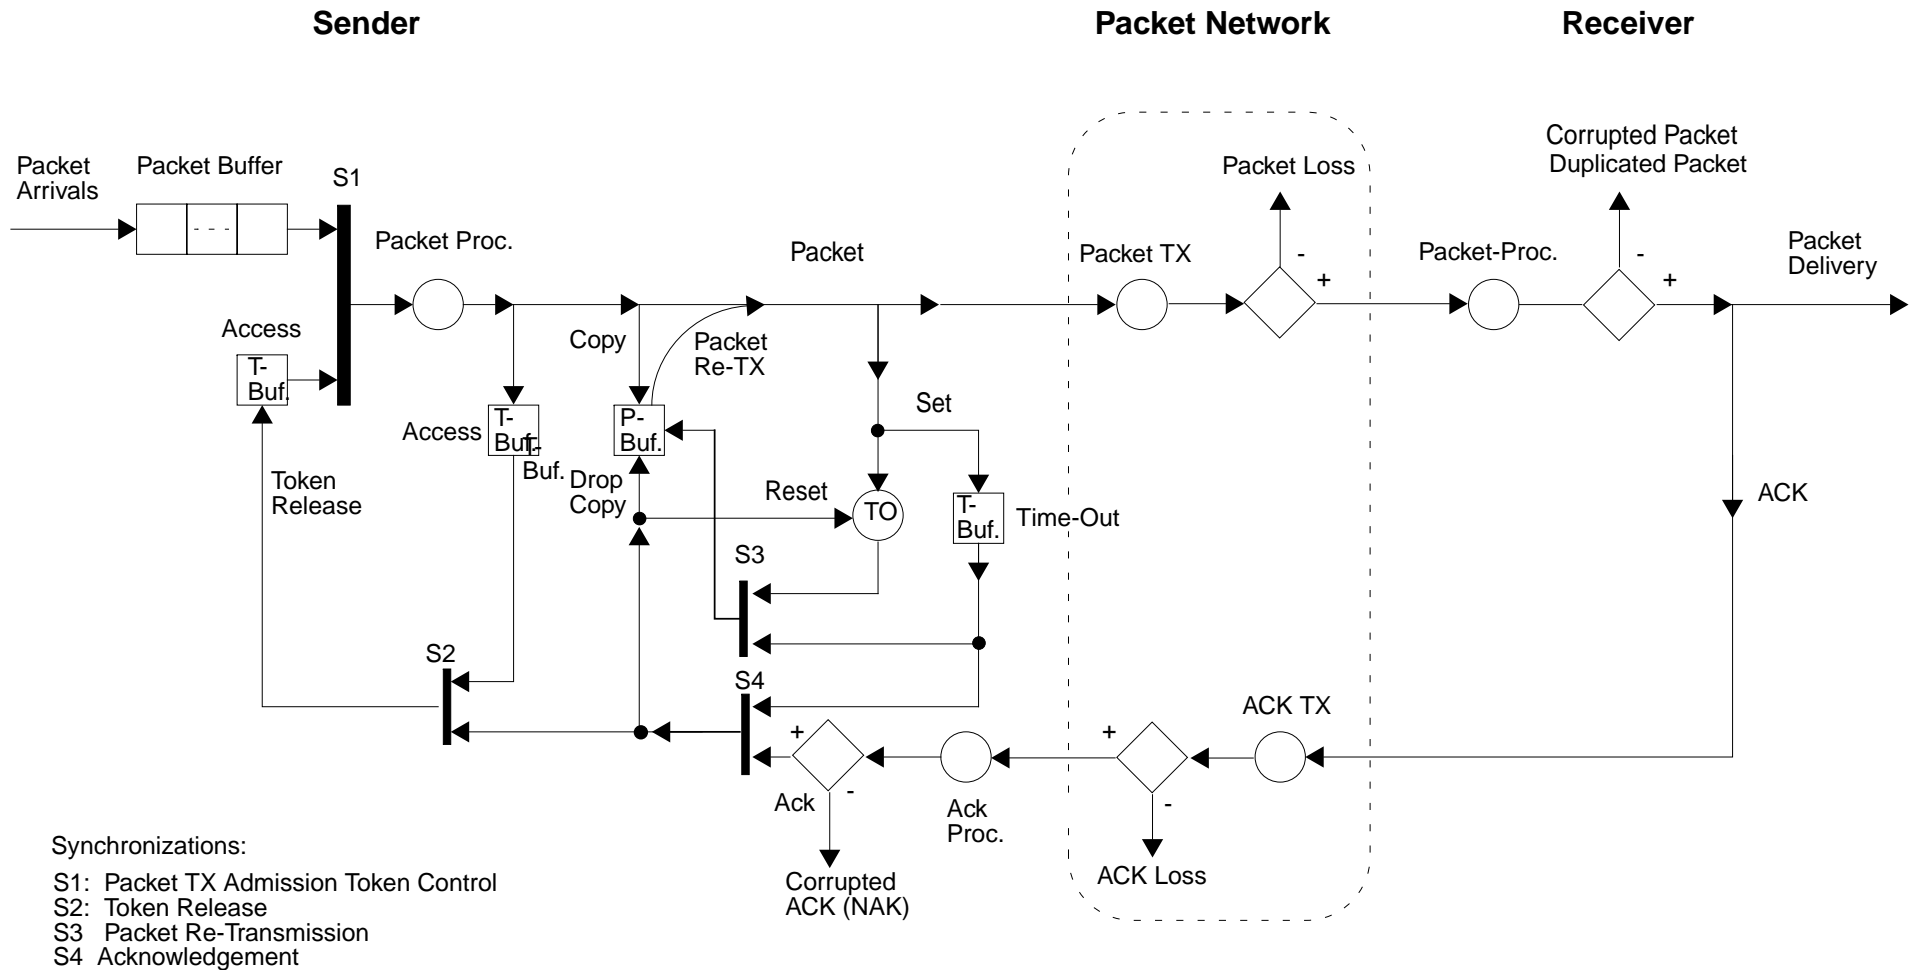 Sender
Packet Network
Receiver
Packet
Arrivals
Packet Buffer
S1
Packet Proc.
Access
T-
Buf.
Token
Release
Access
T-
Buf.
T-
Buf.
Copy
P-
Buf.
Drop
Copy
Packet
Re-TX
Packet
Set
Reset
TO
T-
Buf.
Time-Out
S3
S2
S4
Packet TX
Packet Loss
-
+
Packet-Proc.
Corrupted Packet
Duplicated Packet
-
+
Packet
Delivery
ACK
ACK TX
+
-
ACK Loss
Ack
Proc.
+
-
Ack
Corrupted
ACK (NAK)
Synchronizations:
S1: Packet TX Admission Token Control
S2: Token Release
S3 Packet Re-Transmission
S4 Acknowledgement